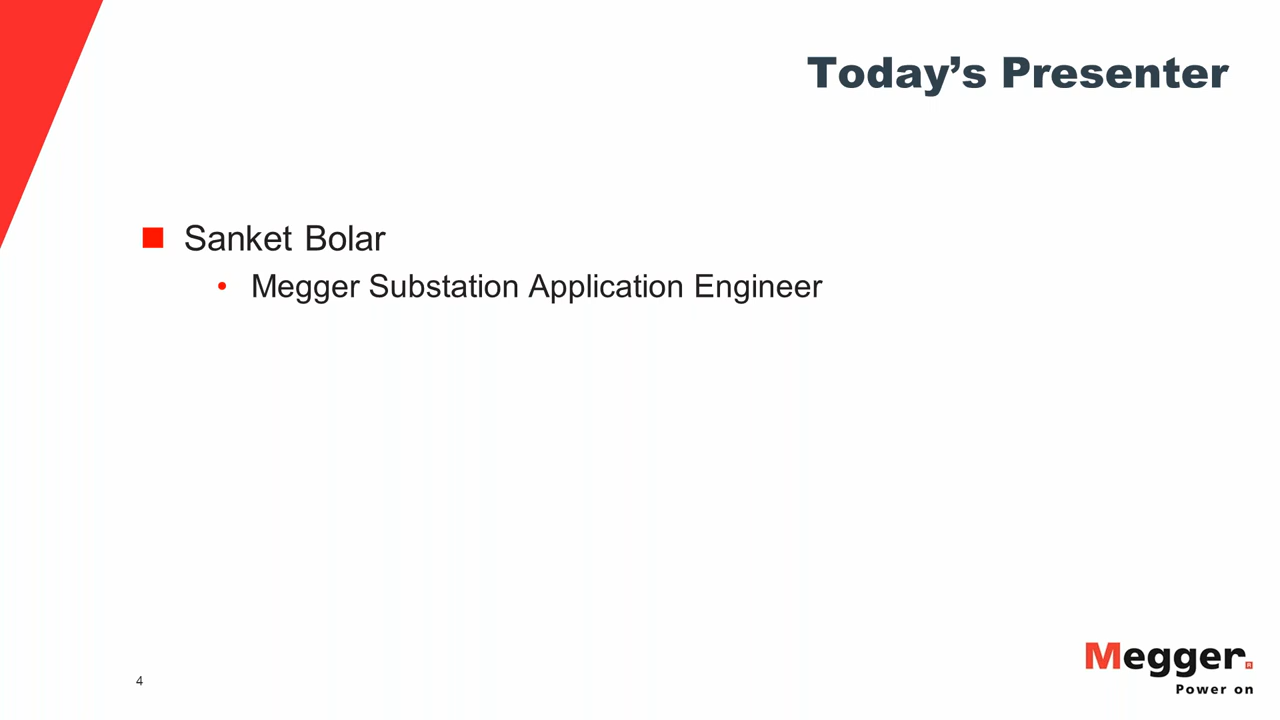 Today’s Presenter
Sanket Bolar
Megger Substation Application Engineer
4
Megger.
Power on